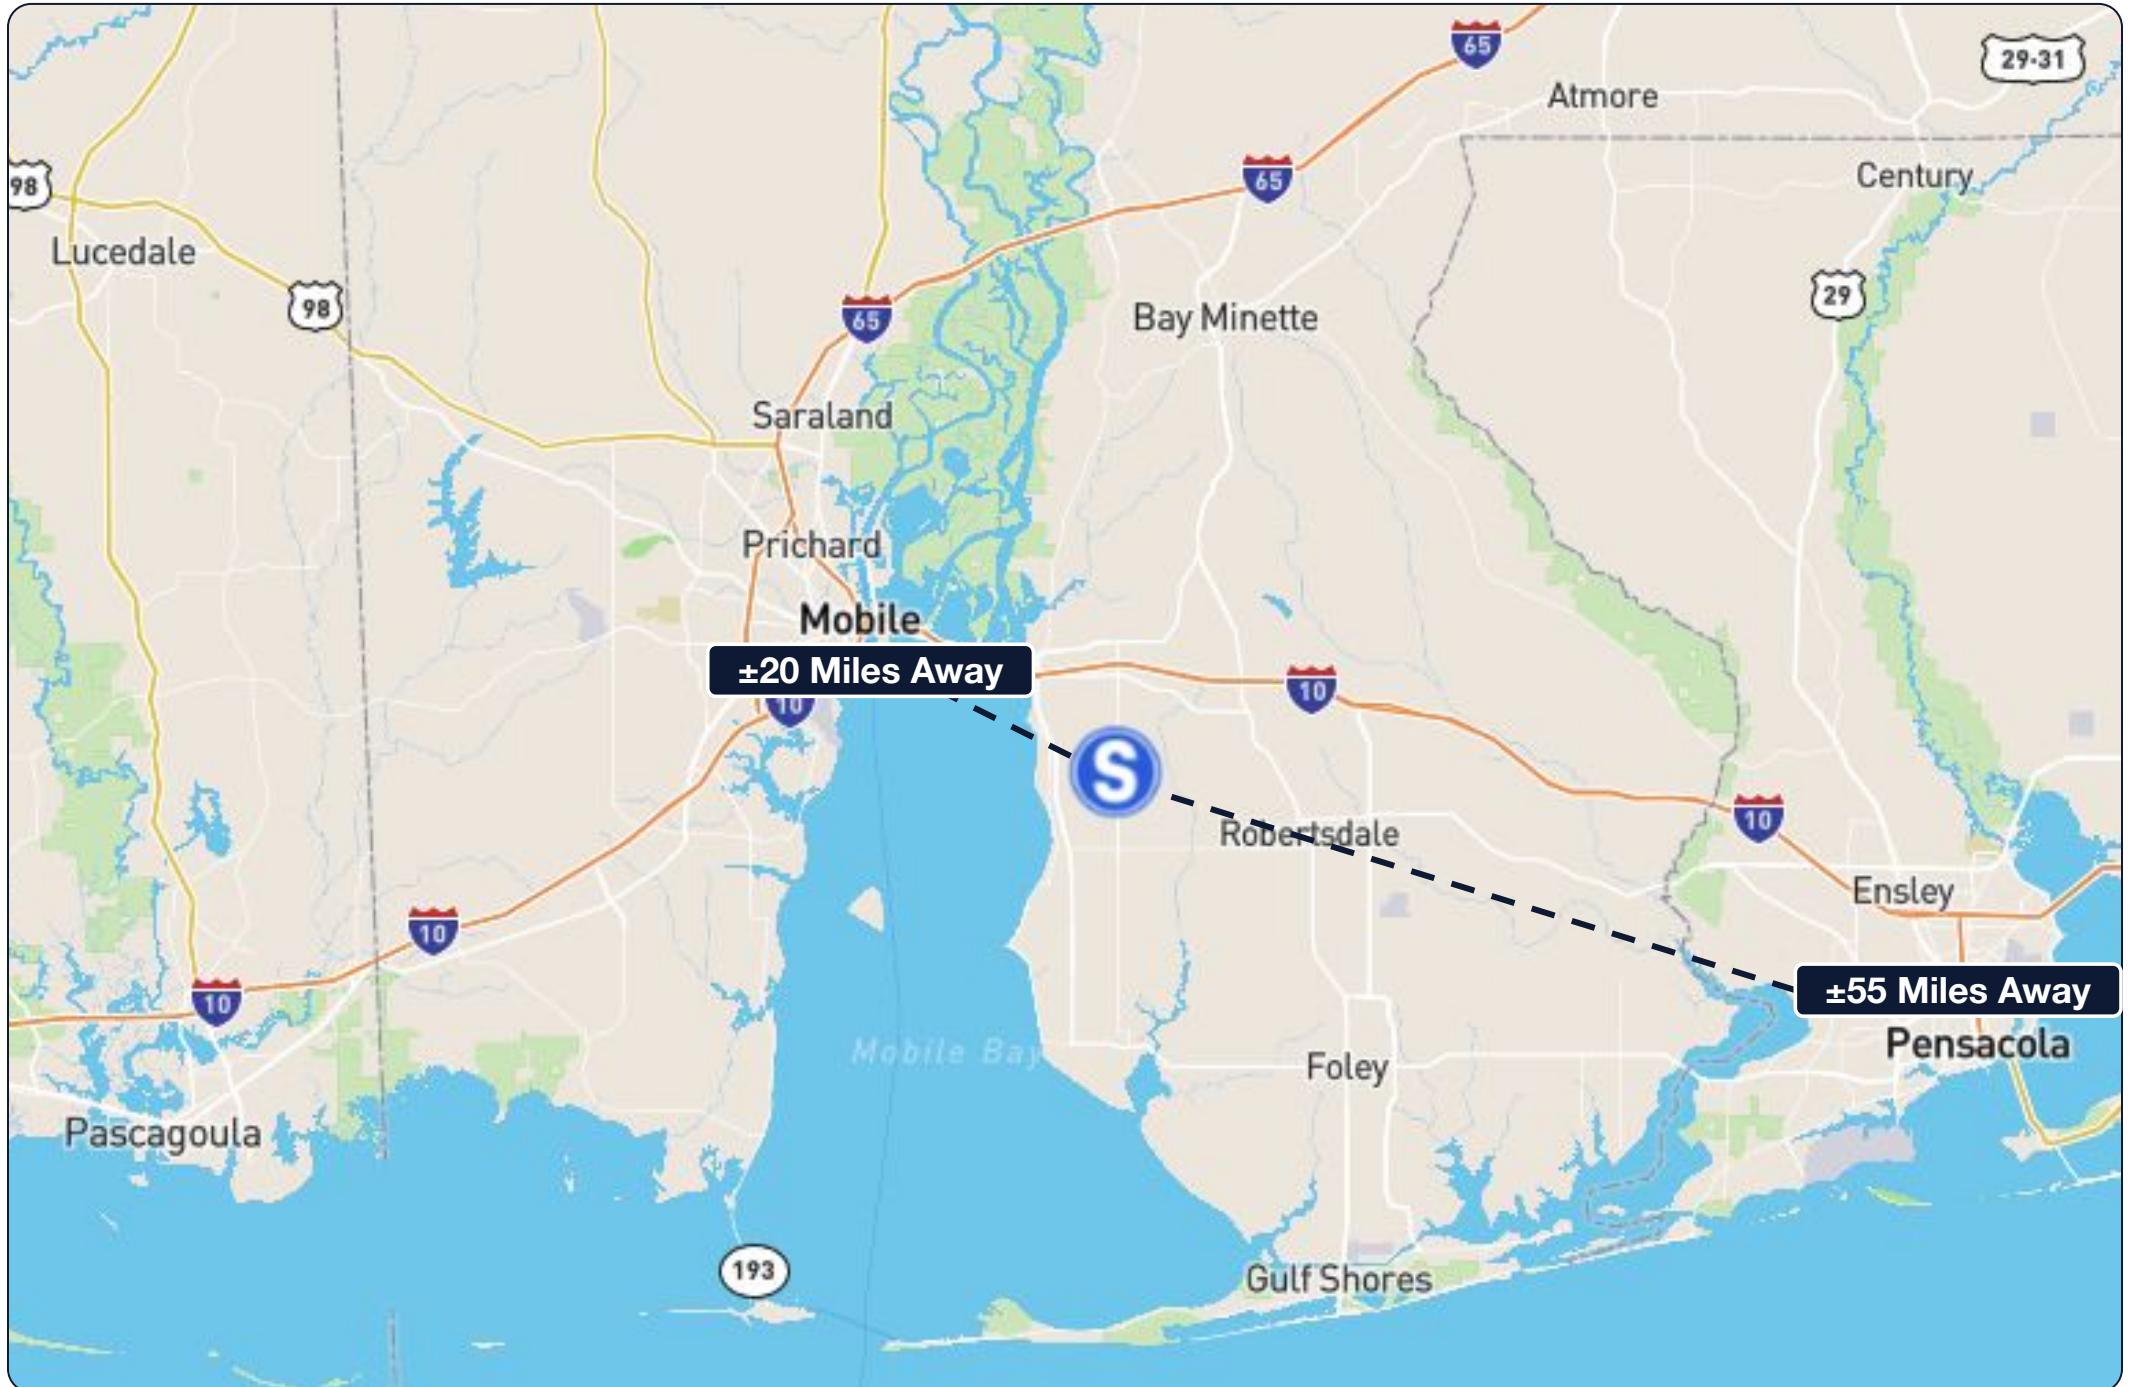 65
29-31
Atmore
98
Century
65
Lucedale
98
29
65
Bay Minette
Saraland
Prichard
Mobile
±20 Miles Away
10
10
S
10
Robertsdale
Ensley
10
10
±55 Miles Away
Pensacola
Mobile Bay
Foley
Pascagoula
193
Gulf Shores